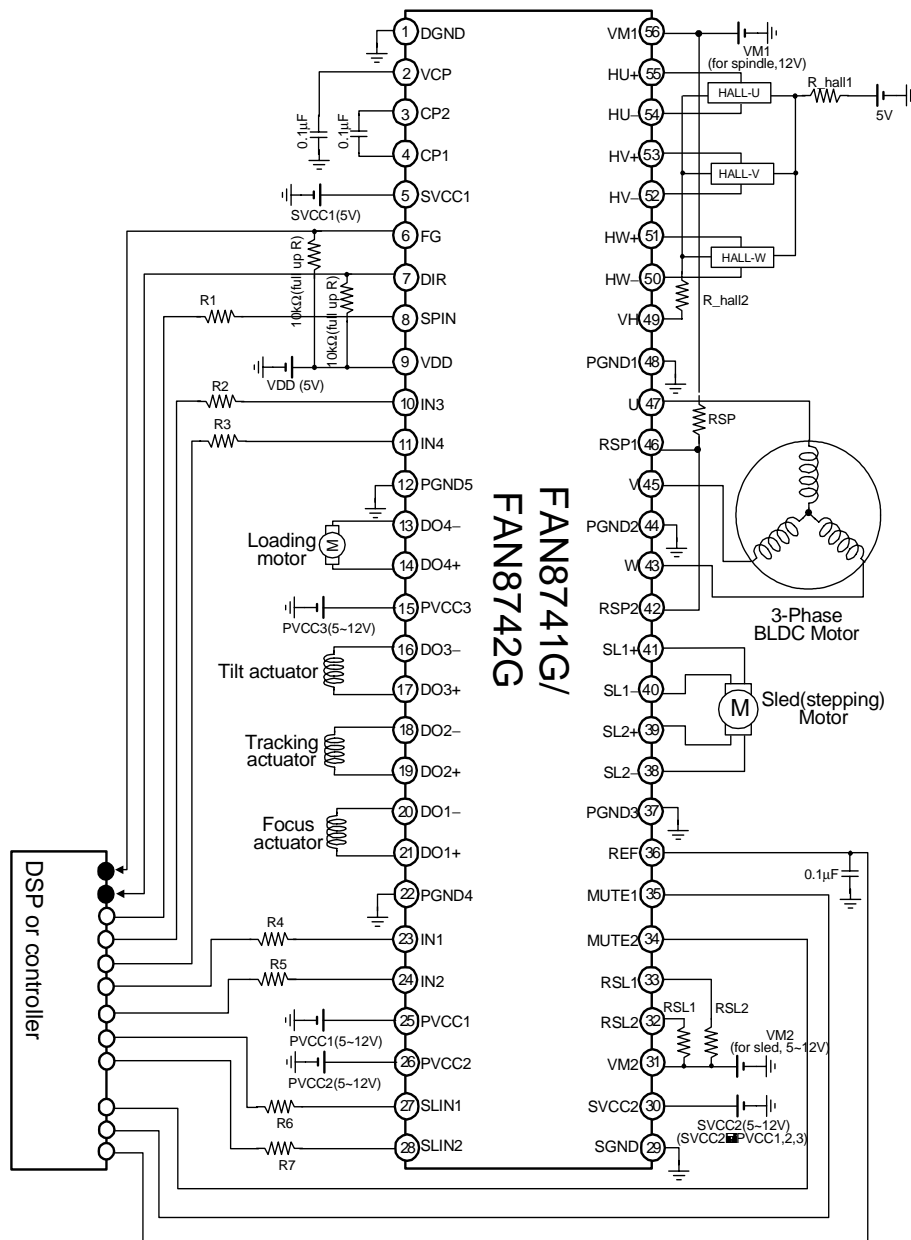 1 DGND
2 VCP
3 CP2
4 CP1
0.1µF
0.1µF
5 SVCC1
SVCC1(5V)
6 FG
7 DIR
10kΩ(full up R)
10kΩ(full up R)
R1
8 SPIN
9 VDD
VDD (5V)
R2
10 IN3
R3
11 IN4
12 PGND5
13 DO4−
Loading
motor
M
14 DO4+
15 PVCC3
PVCC3(5~12V)
16 DO3−
Tilt actuator
17 DO3+
18 DO2−
Tracking
actuator
19 DO2+
20 DO1−
Focus
actuator
21 DO1+
22 PGND4
R4
23 IN1
R5
24 IN2
25 PVCC1
PVCC1(5~12V)
26 PVCC2
PVCC2(5~12V)
27 SLIN1
R6
28 SLIN2
R7
DSP or controller
FAN8741G/
FAN8742G
VM1 56
VM1
(for spindle,12V)
HU+ 55
HALL-U
R_hall1
5V
HU− 54
HV+ 53
HALL-V
HV− 52
HW+ 51
HALL-W
HW− 50
R_hall2
VH 49
PGND1 48
U 47
RSP
RSP1 46
V 45
PGND2 44
W 43
RSP2 42
3-Phase
BLDC Motor
SL1+ 41
SL1− 40
M
Sled(stepping)
Motor
SL2+ 39
SL2− 38
PGND3 37
REF 36
0.1µF
MUTE1 35
MUTE2 34
RSL1 33
RSL1
RSL2
RSL2 32
VM2
(for sled, 5~12V)
VM2 31
SVCC2 30
SVCC2(5~12V)
(SVCC2 PVCC1,2,3)
SGND 29